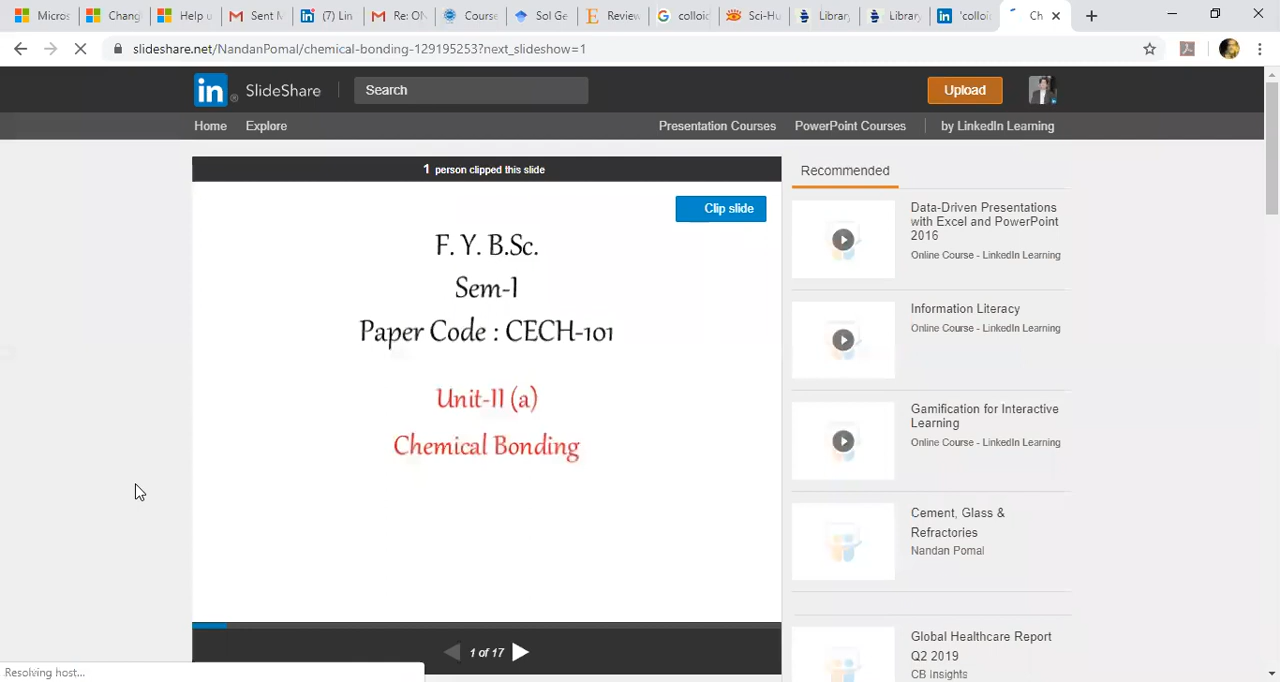 Micros
Chang
Help u
Sent M
(7) Lin
Re: ON
Course
Sol Ge
Review
colloid
Sci-Hu
Library
Library
'colloi
Ch
slideshare.net/NandanPomal/chemical-bonding-129195253?next_slideshow=1
in SlideShare
Search
Upload
Home
Explore
Presentation Courses
PowerPoint Courses
by LinkedIn Learning
1 person clipped this slide
Clip slide
F. Y. B.Sc.
Sem-I
Paper Code : CECH-101
Unit-II (a)
Chemical Bonding
1 of 17
Recommended
Data-Driven Presentations
with Excel and PowerPoint
2016
Online Course - LinkedIn Learning
Information Literacy
Online Course - LinkedIn Learning
Gamification for Interactive
Learning
Online Course - LinkedIn Learning
Cement, Glass &
Refractories
Nandan Pomal
Global Healthcare Report
Q2 2019
CB Insights
Resolving host...